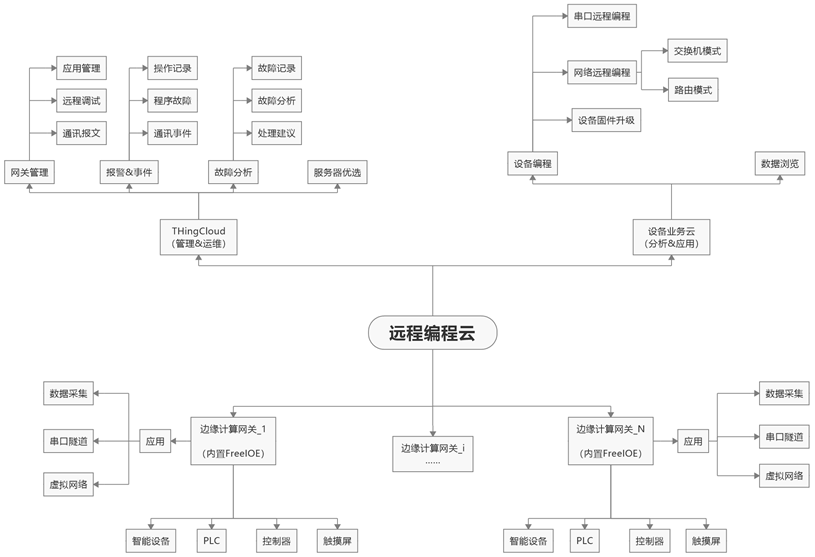 串口远程编程
交换机模式
网络远程编程
路由模式
设备固件升级
设备编程
数据浏览
应用管理
操作记录
故障记录
远程调试
程序故障
故障分析
通讯报文
通讯事件
处理建议
网关管理
报警&事件
故障分析
服务器优选
THingCloud
（管理&运维）
设备业务云
（分析&应用）
远程编程云
数据采集
串口隧道
虚拟网络
应用
边缘计算网关_1
（内置FreeIOE）
边缘计算网关_i
……
边缘计算网关_N
（内置FreeIOE）
应用
数据采集
串口隧道
虚拟网络
智能设备
PLC
控制器
触摸屏
智能设备
PLC
控制器
触摸屏